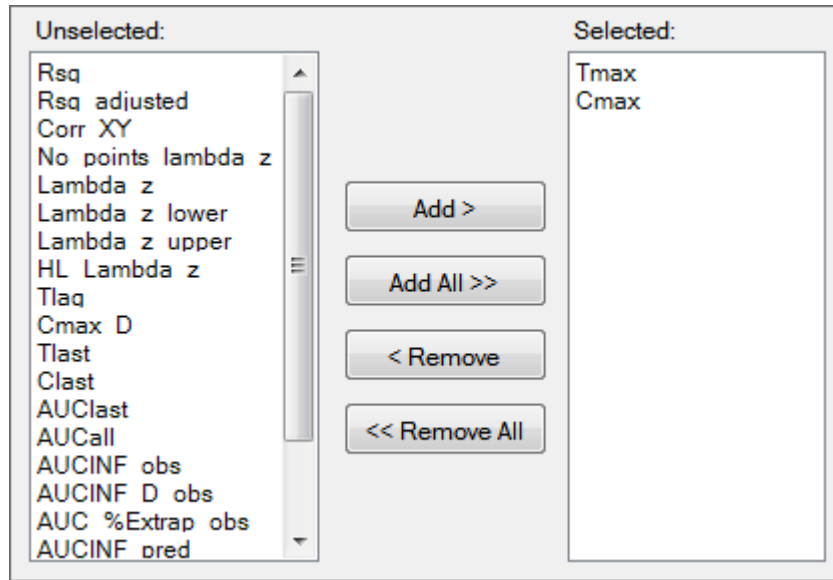 Unselected:
Rsq
Rsq_adjusted
Corr_XY
No_points_lambda_z
Lambda_z
Lambda_z_lower
Lambda_z_upper
HL_Lambda_z
Tlag
Cmax_D
Tlast
Clast
AUClast
AUCall
AUCINF_obs
AUCINF_D_obs
AUC_%Extrap_obs
AUCINF_pred
Add >
Add All >>
< Remove
<< Remove All
Selected:
Tmax
Cmax